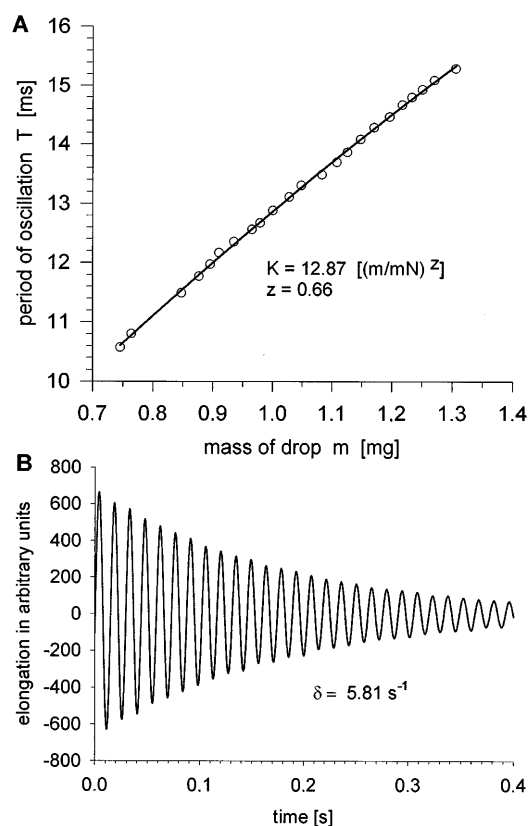 A
16
15
14
13
12
11
10
period of oscillation T [ms]
K = 12.87 [(m/mN) z]
z = 0.66
0.7 0.8 0.9 1.0 1.1 1.2 1.3 1.4
mass of drop m [mg]
B
800
600
400
200
0
-200
-400
-600
-800
elongation in arbitrary units
δ = 5.81 s-1
0.0 0.1 0.2 0.3 0.4
time [s]